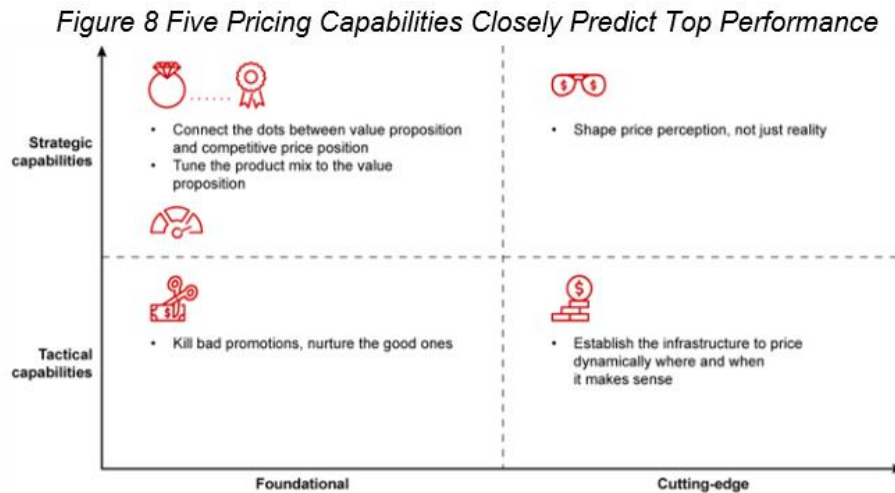 Figure 8 Five Pricing Capabilities Closely Predict Top Performance
Strategic
capabilities
• Connect the dots between value proposition
and competitive price position
• Tune the product mix to the value
proposition
• Shape price perception, not just reality
Tactical
capabilities
• Kill bad promotions, nurture the good ones
• Establish the infrastructure to price
dynamically where and when
it makes sense
Foundational
Cutting-edge